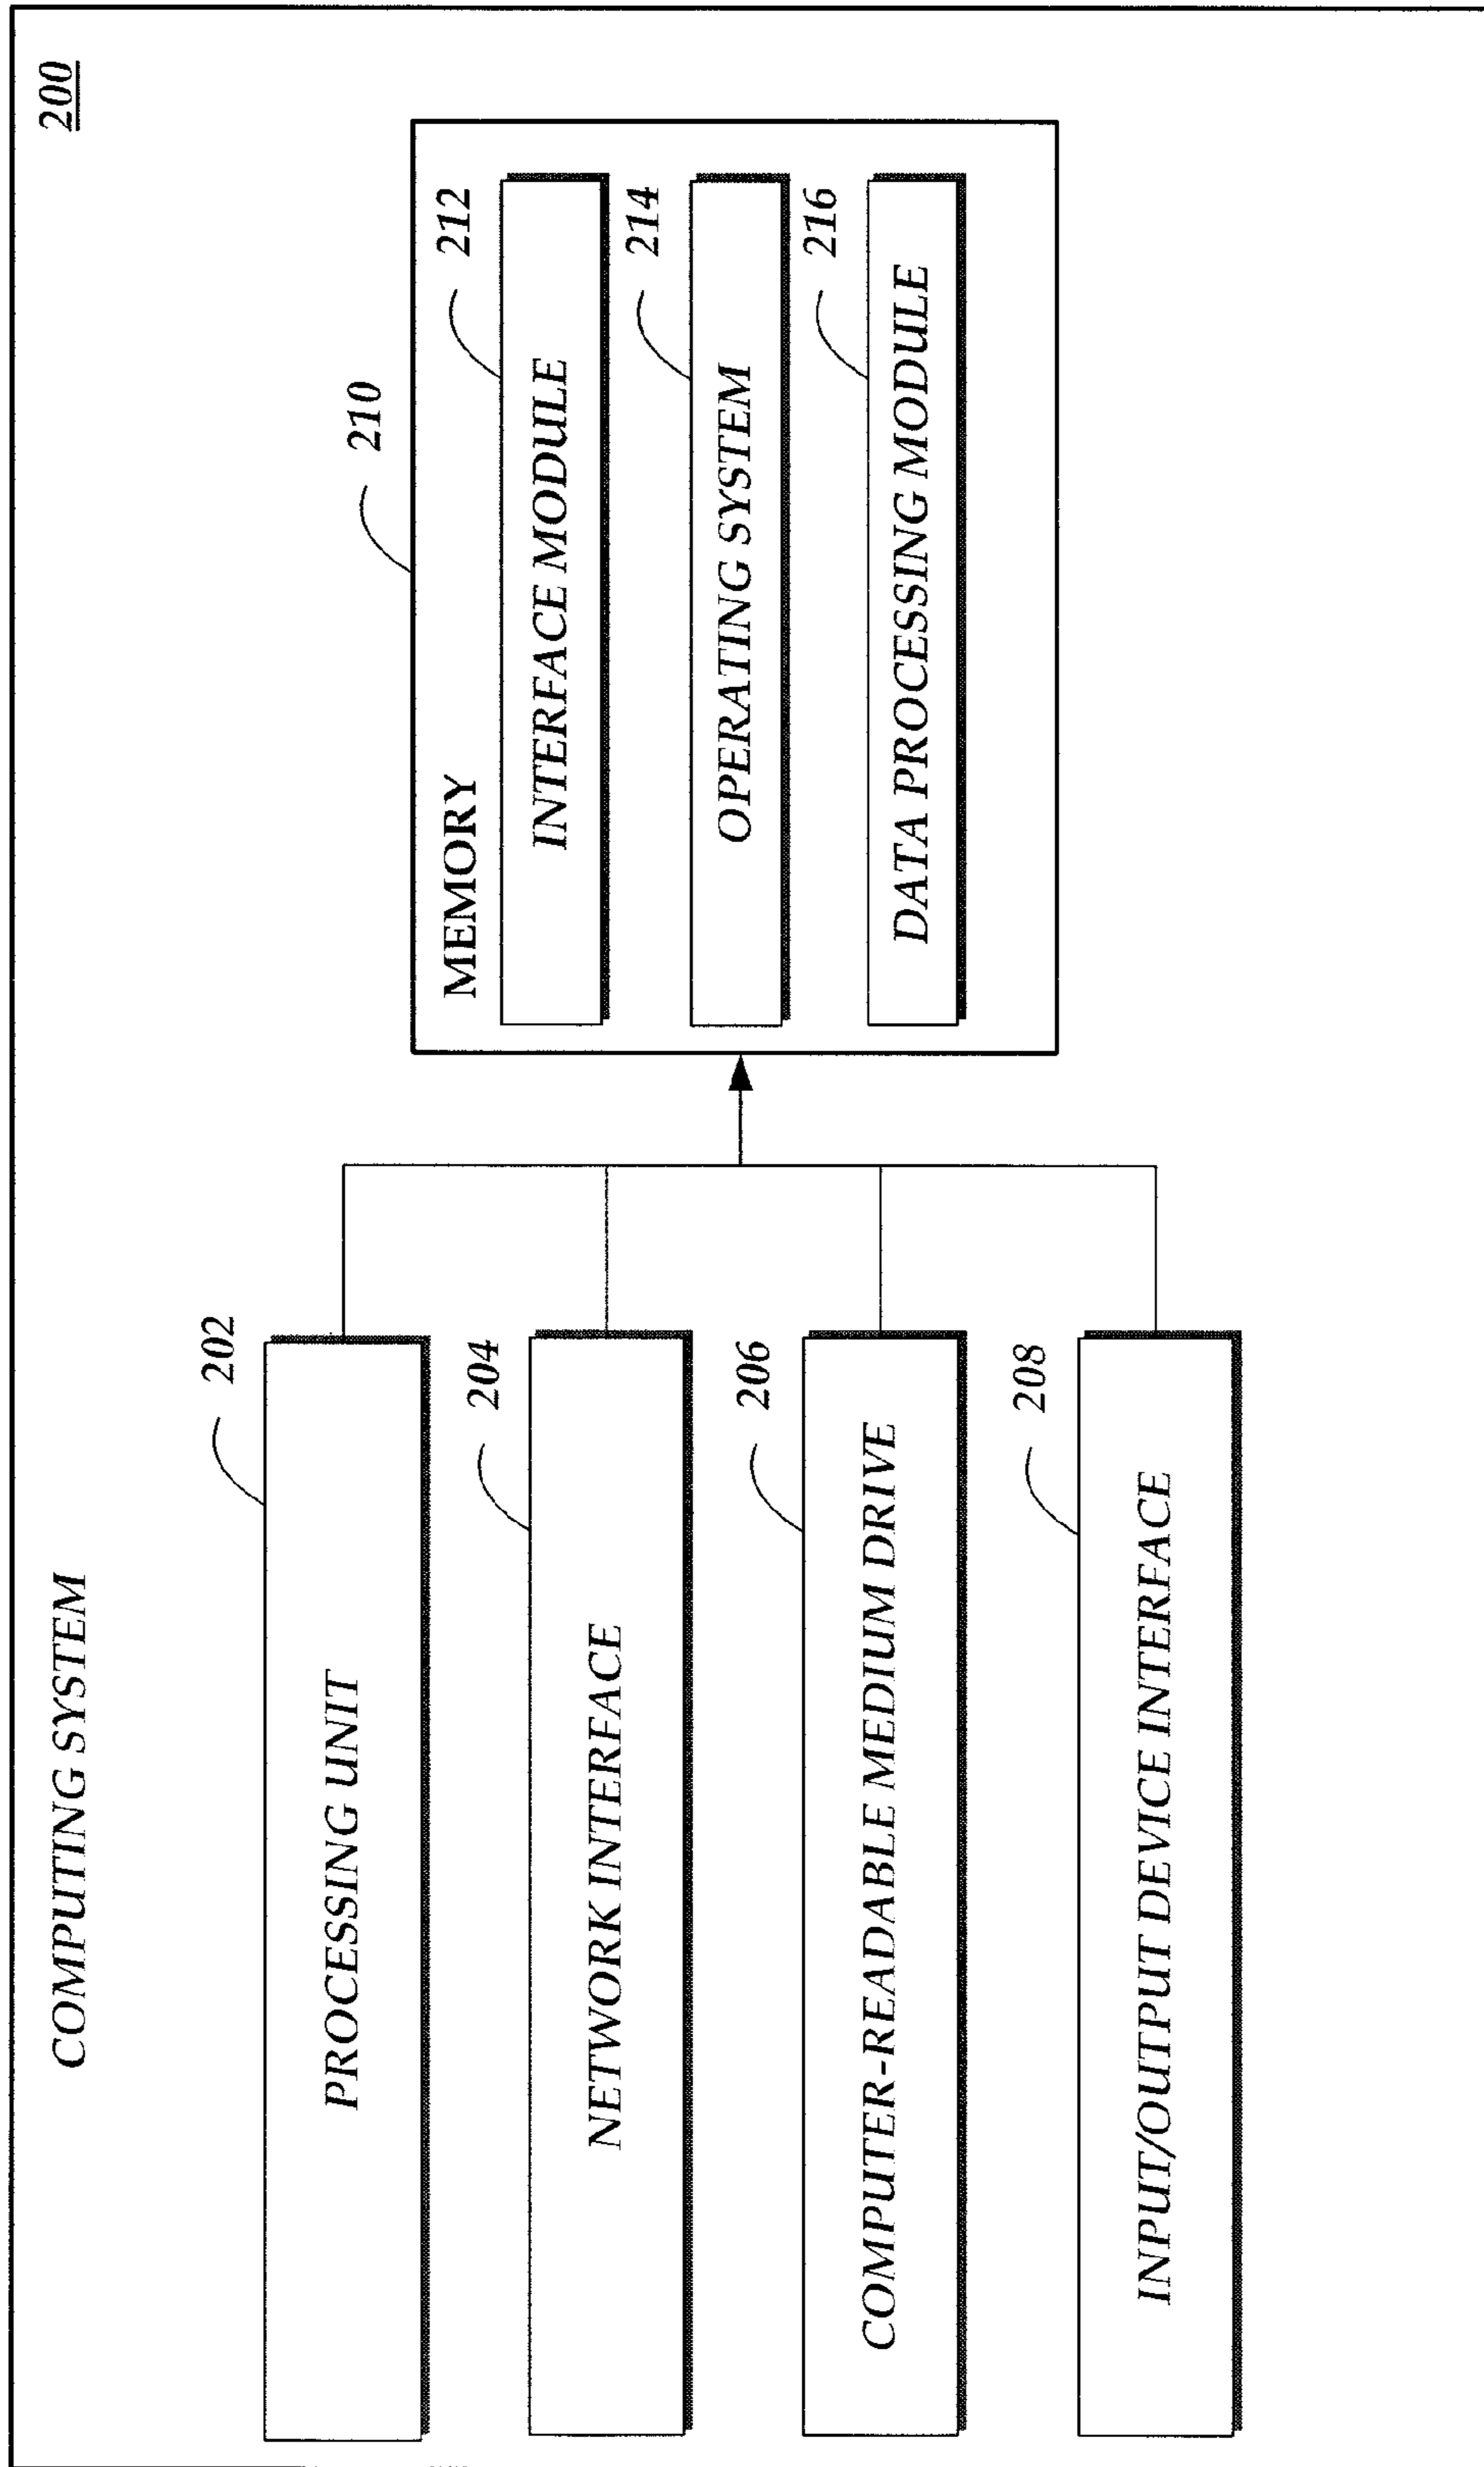 COMPUTING SYSTEM
200
202
PROCESSING UNIT
204
NETWORK INTERFACE
206
COMPUTER-READABLE MEDIUM DRIVE
208
INPUT/OUTPUT DEVICE INTERFACE
210
MEMORY
212
INTERFACE MODULE
214
OPERATING SYSTEM
216
DATA PROCESSING MODULE